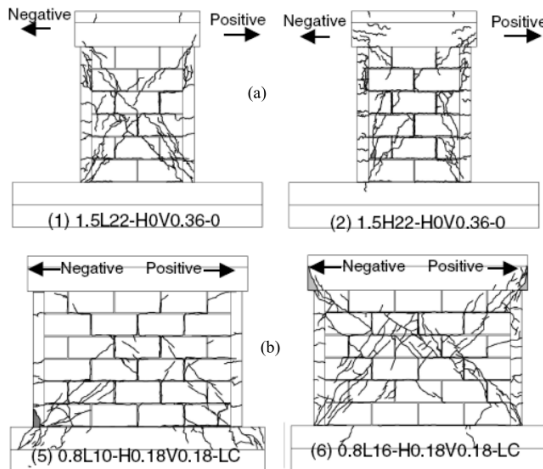 Negative Positive Negative Positive
(a)
(1) 1.5L22-H0V0.36-0 (2) 1.5H22-H0V0.36-0
Negative Positive Negative Positive
(b)
(5) 0.8L10-H0.18V0.18-LC (6) 0.8L16-H0.18V0.18-LC